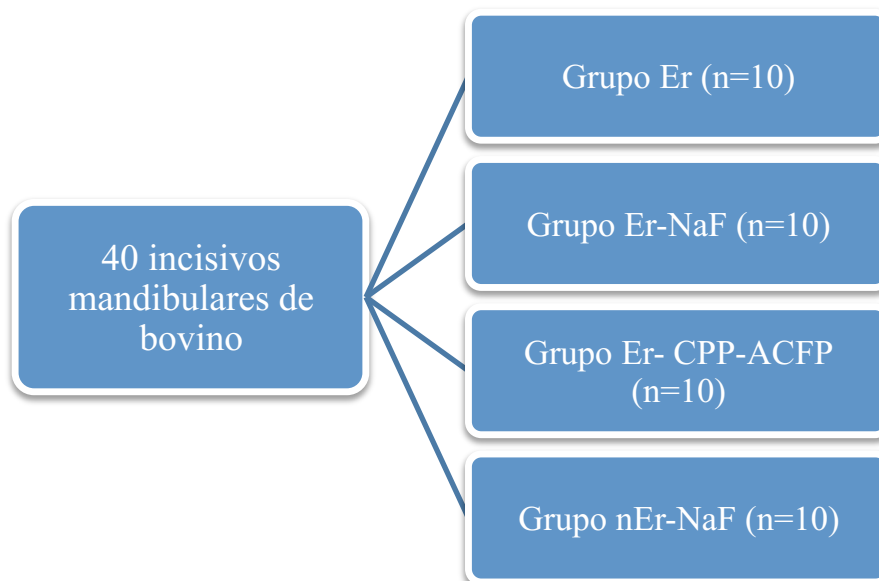 40 incisivos
mandibulares de
bovino
Grupo Er (n=10)
Grupo Er-NaF (n=10)
Grupo Er- CPP-ACFP
(n=10)
Grupo nEr-NaF (n=10)